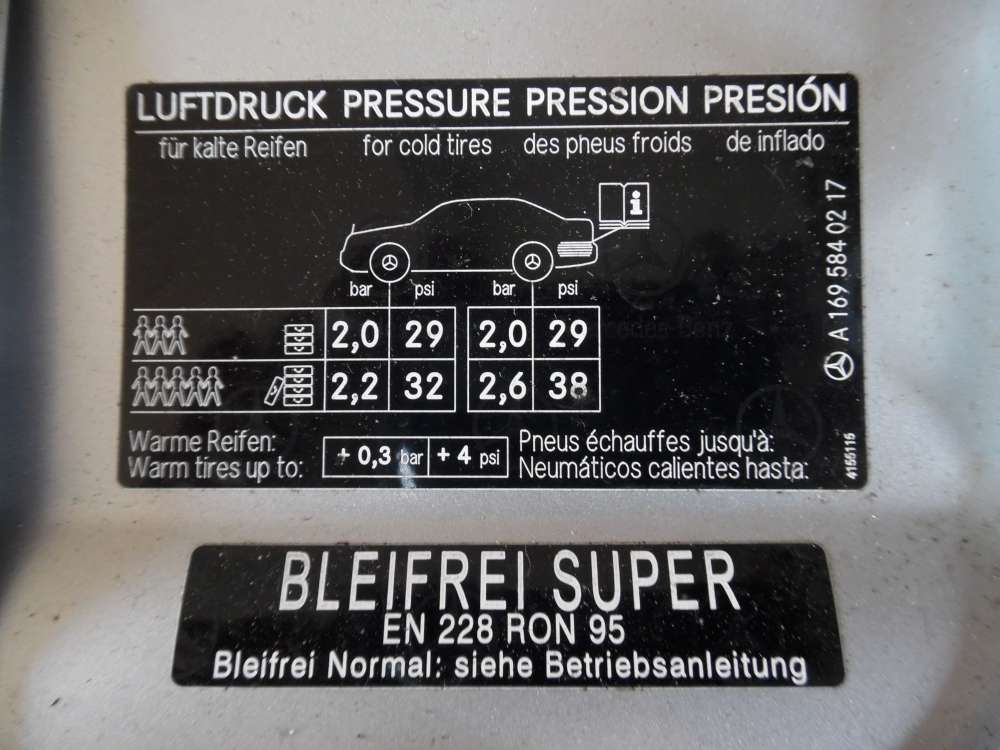 LUFTDRUCK PRESSURE PRESSION PRESIÓN
für kalte Reifen for cold tires des pneus froids de inflado
i
bar psi bar psi
2,0 29 2,0 29
2,2 32 2,6 38
Warme Reifen: Pneus échauffes jusqu'à:
Warm tires up to: + 0,3 bar + 4 psi Neumáticos calientes hasta:
A 169 584 02 17
4155115
BLEIFREI SUPER
EN 228 RON 95
Bleifrei Normal: siehe Betriebsanleitung